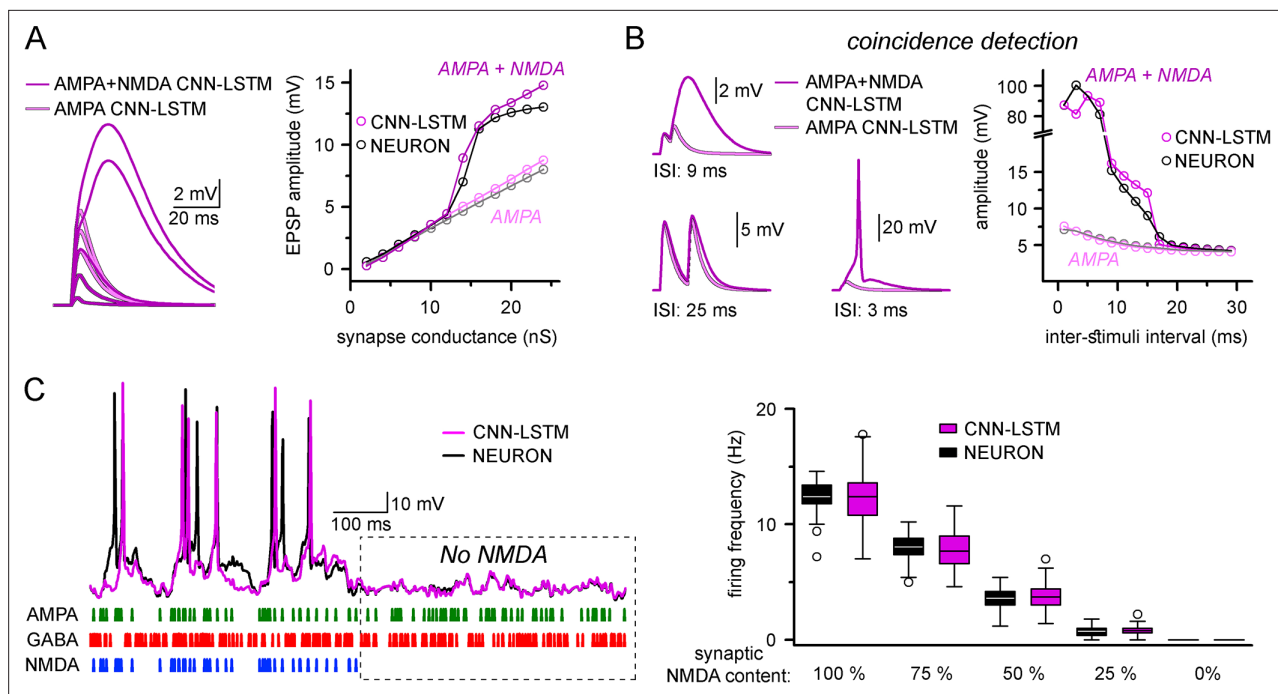 A
AMPA+NMDA CNN-LSTM
AMPA CNN-LSTM
2 mV
20 ms
AMPA + NMDA
CNN-LSTM
NEURON
AMPA
EPSP amplitude (mV)
15
10
5
0
0
10
20
synapse conductance (nS)
B
coincidence detection
2 mV
AMPA+NMDA
CNN-LSTM
AMPA CNN-LSTM
ISI: 9 ms
5 mV
20 mV
ISI: 25 ms
ISI: 3 ms
AMPA + NMDA
CNN-LSTM
NEURON
AMPA
amplitude (mV)
100
80
15
10
5
0
10
20
30
inter-stimuli interval (ms)
C
CNN-LSTM
NEURON
10 mV
100 ms
No NMDA
AMPA
GABA
NMDA
CNN-LSTM
NEURON
firing frequency (Hz)
20
10
0
synaptic
NMDA content: 100 % 75 % 50 % 25 % 0%